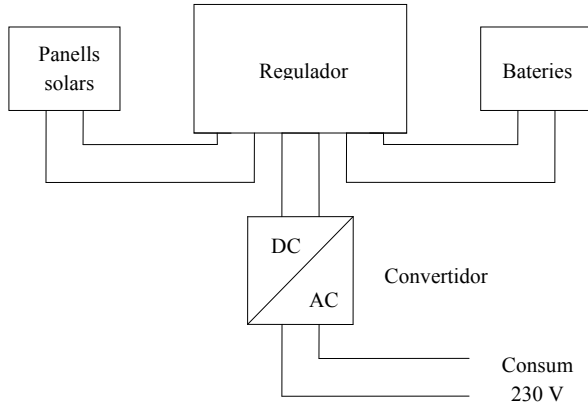 Panells
solars
Regulador
Bateries
DC
AC
Convertidor
Consum
230 V